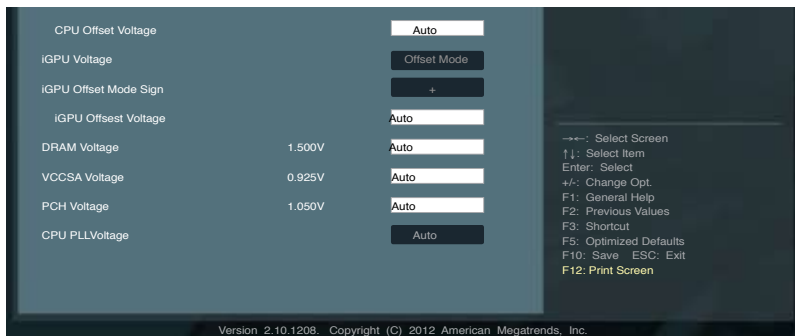 CPU Offset Voltage Auto
iGPU Voltage Offset Mode
iGPU Offset Mode Sign +
iGPU Offsest Voltage Auto
DRAM Voltage 1.500V Auto
VCCSA Voltage 0.925V Auto
PCH Voltage 1.050V Auto
CPU PLLVoltage Auto
→←: Select Screen
↑↓: Select Item
Enter: Select
+/-: Change Opt.
F1: General Help
F2: Previous Values
F3: Shortcut
F5: Optimized Defaults
F10: Save ESC: Exit
F12: Print Screen
Version 2.10.1208. Copyright (C) 2012 American Megatrends, Inc.